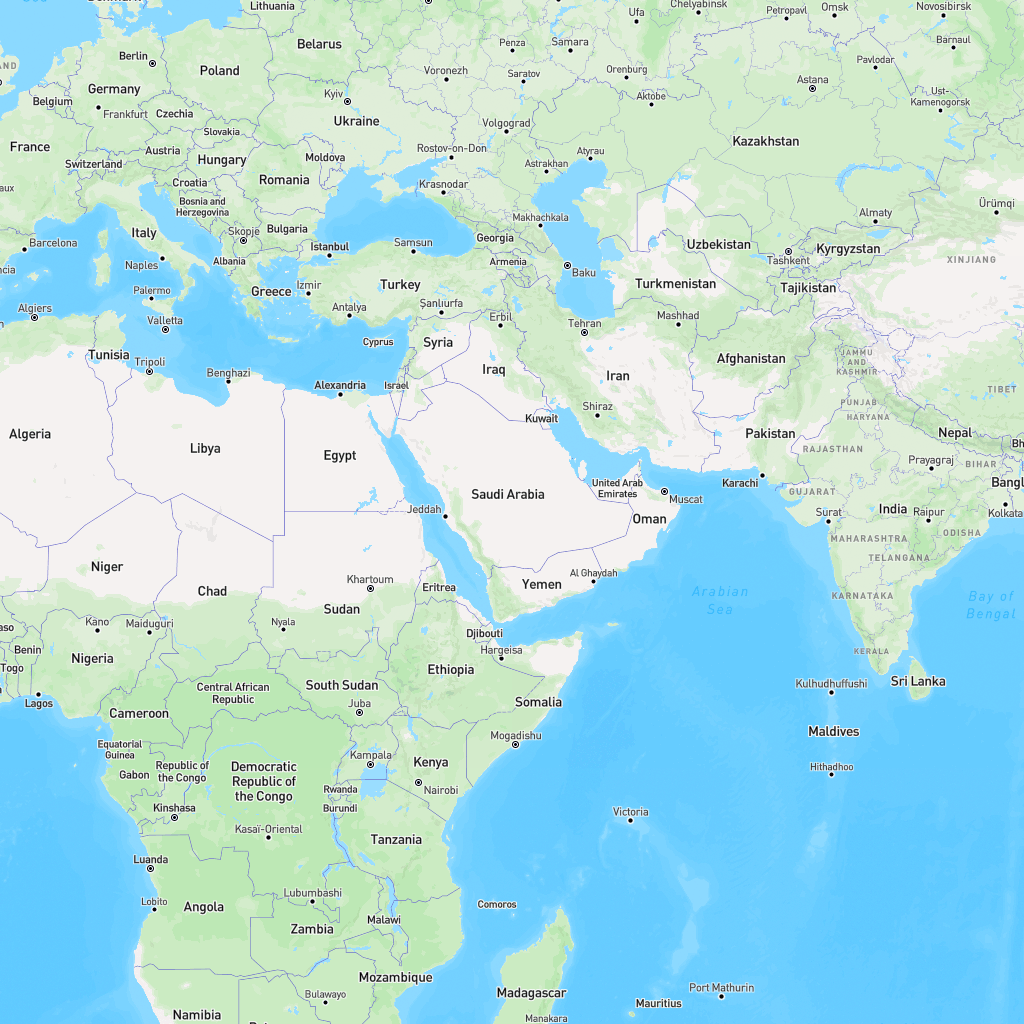 Lithuania
Chelyabinsk
Petropavl
Omsk
Novosibirsk
Ufa
Belarus
Penza
Samara
Barnaul
Berlin
Poland
Voronezh
Saratov
Orenburg
Pavlodar
Astana
Germany
Kyiv
Aktobe
Ust-
Kamenogorsk
Belgium
Frankfurt
Czechia
Ukraine
Volgograd
Slovakia
France
Austria
Rostov-on-Don
Kazakhstan
Switzerland
Hungary
Moldova
Astrakhan
Atyrau
Croatia
Romania
Krasnodar
Bosnia and
Herzegovina
Ürümqi
Makhachkala
Almaty
Italy
Skopje
Bulgaria
Barcelona
Istanbul
Samsun
Georgia
Uzbekistan
Kyrgyzstan
Naples
Albania
Armenia
Tashkent
XINJIANG
Baku
Palermo
Greece
Izmir
Turkey
Turkmenistan
Tajikistan
Algiers
Valletta
Antalya
Şanlıurfa
Erbil
Tehran
Mashhad
Cyprus
Syria
Tunisia
Tripoli
Afghanistan
JAMMU
AND
KASHMIR
Benghazi
Alexandria
Israel
Iraq
Iran
TIBET
Shiraz
PUNJAB
Kuwait
HARYANA
Algeria
Libya
Egypt
Pakistan
Nepal
RAJASTHAN
Prayagraj
BIHAR
United Arab
Emirates
Karachi
GUJARAT
Saudi Arabia
Muscat
Jeddah
Oman
Surat
India
Raipur
Kolkata
ODISHA
MAHARASHTRA
TELANGANA
Niger
Chad
Khartoum
Eritrea
Yemen
Al Ghaydah
Arabian
Sea
KARNATAKA
Bay of
Bengal
Sudan
Kano
Maiduguri
Nyala
Djibouti
Benin
Hargeisa
KERALA
Togo
Nigeria
Ethiopia
Central African
Republic
South Sudan
Kulhudhuffushi
Sri Lanka
Lagos
Cameroon
Juba
Somalia
Maldives
Equatorial
Guinea
Mogadishu
Kampala
Kenya
Gabon
Republic of
the Congo
Democratic
Republic of
the Congo
Hithadhoo
Rwanda
Nairobi
Kinshasa
Burundi
Victoria
Kasaï-Oriental
Tanzania
Luanda
Lubumbashi
Lobito
Angola
Comoros
Malawi
Zambia
Mozambique
Bulawayo
Madagascar
Port Mathurin
Mauritius
Namibia
Manakara